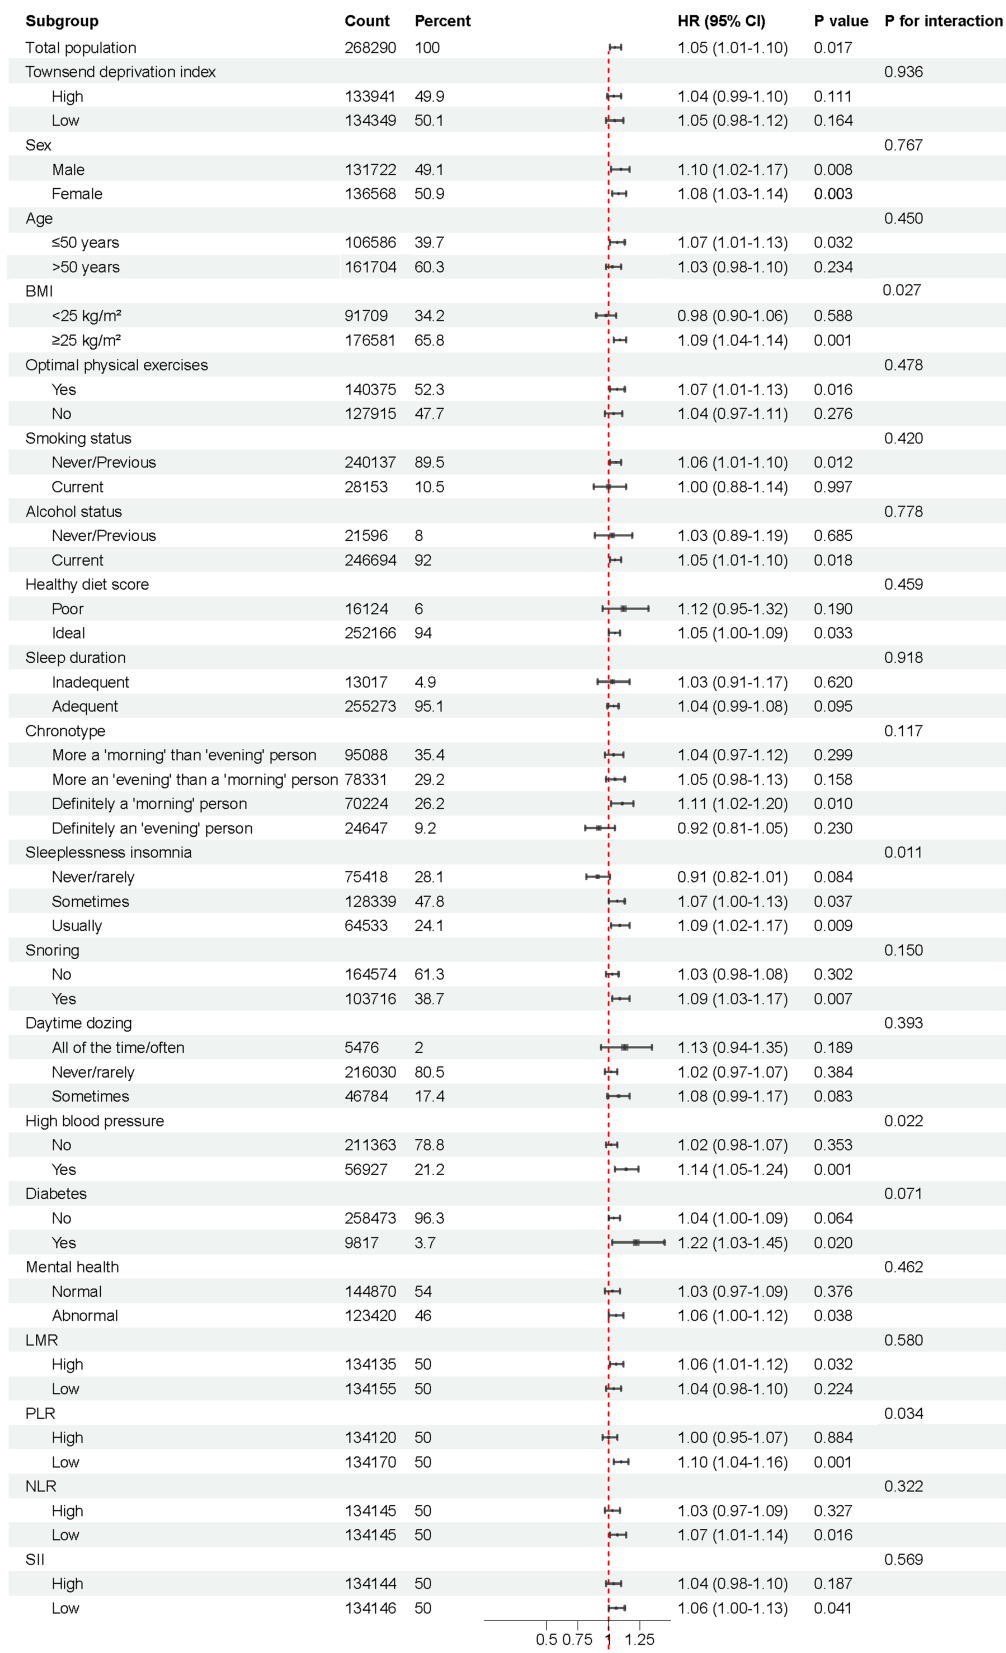 Subgroup Count Percent HR (95% CI) P value P for interaction
Total population 268290 100 1.05 (1.01-1.10) 0.017
Townsend deprivation index 0.936
High 133941 49.9 1.04 (0.99-1.10) 0.111
Low 134349 50.1 1.05 (0.98-1.12) 0.164
Sex 0.767
Male 131722 49.1 1.10 (1.02-1.17) 0.008
Female 136568 50.9 1.08 (1.03-1.14) 0.003
Age 0.450
≤50 years 106586 39.7 1.07 (1.01-1.13) 0.032
>50 years 161704 60.3 1.03 (0.98-1.10) 0.234
BMI 0.027
<25 kg/m² 91709 34.2 0.98 (0.90-1.06) 0.588
≥25 kg/m² 176581 65.8 1.09 (1.04-1.14) 0.001
Optimal physical exercises 0.478
Yes 140375 52.3 1.07 (1.01-1.13) 0.016
No 127915 47.7 1.04 (0.97-1.11) 0.276
Smoking status 0.420
Never/Previous 240137 89.5 1.06 (1.01-1.10) 0.012
Current 28153 10.5 1.00 (0.88-1.14) 0.997
Alcohol status 0.778
Never/Previous 21596 8 1.03 (0.89-1.19) 0.685
Current 246694 92 1.05 (1.01-1.10) 0.018
Healthy diet score 0.459
Poor 16124 6 1.12 (0.95-1.32) 0.190
Ideal 252166 94 1.05 (1.00-1.09) 0.033
Sleep duration 0.918
Inadequent 13017 4.9 1.03 (0.91-1.17) 0.620
Adequent 255273 95.1 1.04 (0.99-1.08) 0.095
Chronotype 0.117
More a 'morning' than 'evening' person 95088 35.4 1.04 (0.97-1.12) 0.299
More an 'evening' than a 'morning' person 78331 29.2 1.05 (0.98-1.13) 0.158
Definitely a 'morning' person 70224 26.2 1.11 (1.02-1.20) 0.010
Definitely an 'evening' person 24647 9.2 0.92 (0.81-1.05) 0.230
Sleeplessness insomnia 0.011
Never/rarely 75418 28.1 0.91 (0.82-1.01) 0.084
Sometimes 128339 47.8 1.07 (1.00-1.13) 0.037
Usually 64533 24.1 1.09 (1.02-1.17) 0.009
Snoring 0.150
No 164574 61.3 1.03 (0.98-1.08) 0.302
Yes 103716 38.7 1.09 (1.03-1.17) 0.007
Daytime dozing 0.393
All of the time/often 5476 2 1.13 (0.94-1.35) 0.189
Never/rarely 216030 80.5 1.02 (0.97-1.07) 0.384
Sometimes 46784 17.4 1.08 (0.99-1.17) 0.083
High blood pressure 0.022
No 211363 78.8 1.02 (0.98-1.07) 0.353
Yes 56927 21.2 1.14 (1.05-1.24) 0.001
Diabetes 0.071
No 258473 96.3 1.04 (1.00-1.09) 0.064
Yes 9817 3.7 1.22 (1.03-1.45) 0.020
Mental health 0.462
Normal 144870 54 1.03 (0.97-1.09) 0.376
Abnormal 123420 46 1.06 (1.00-1.12) 0.038
LMR 0.580
High 134135 50 1.06 (1.01-1.12) 0.032
Low 134155 50 1.04 (0.98-1.10) 0.224
PLR 0.034
High 134120 50 1.00 (0.95-1.07) 0.884
Low 134170 50 1.10 (1.04-1.16) 0.001
NLR 0.322
High 134145 50 1.03 (0.97-1.09) 0.327
Low 134145 50 1.07 (1.01-1.14) 0.016
SII 0.569
High 134144 50 1.04 (0.98-1.10) 0.187
Low 134146 50 1.06 (1.00-1.13) 0.041
0.5 0.75 1 1.25